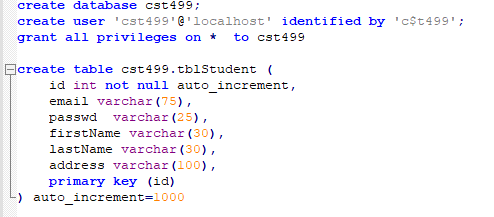 create database cst499;
create user 'cst499'@'localhost' identified by 'c$t499';
grant all privileges on *  to cst499
create table cst499.tblStudent (
    id int not null auto_increment,
    email varchar(75),
    passwd  varchar(25),
    firstName varchar(30),
    lastName varchar(30),
    address varchar(100),
    primary key (id)
) auto_increment=1000